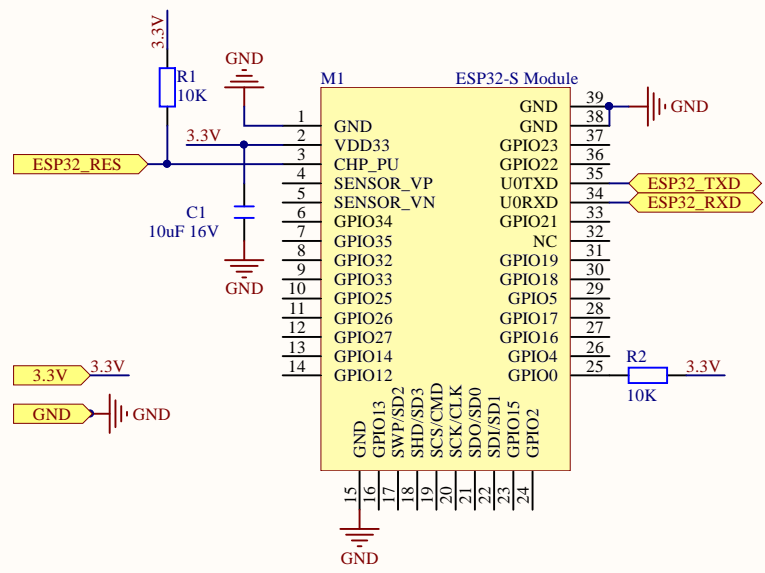 3.3V
R1
10K
GND
M1
ESP32-S Module
ESP32_RES
3.3V
C1
10uF 16V
GND
1
GND
2
VDD33
3
CHP_PU
4
SENSOR_VP
5
SENSOR_VN
6
GPIO34
7
GPIO35
8
GPIO32
9
GPIO33
10
GPIO25
11
GPIO26
12
GPIO27
13
GPIO14
14
GPIO12
GND
39
GND
GND
38
GPIO23
37
GPIO22
36
U0TXD
35
ESP32_TXD
U0RXD
34
ESP32_RXD
GPIO21
33
NC
32
GPIO19
31
GPIO18
30
GPIO5
29
GPIO17
28
GPIO16
27
GPIO4
26
GPIO0
25
R2
10K
3.3V
3.3V
3.3V
GND
GND
GND
GPIO13
SWP/SD2
SHD/SD3
SCS/CMD
SCK/CLK
SDO/SD0
SDI/SD1
GPIO15
GPIO2
15
16
17
18
19
20
21
22
23
24
GND